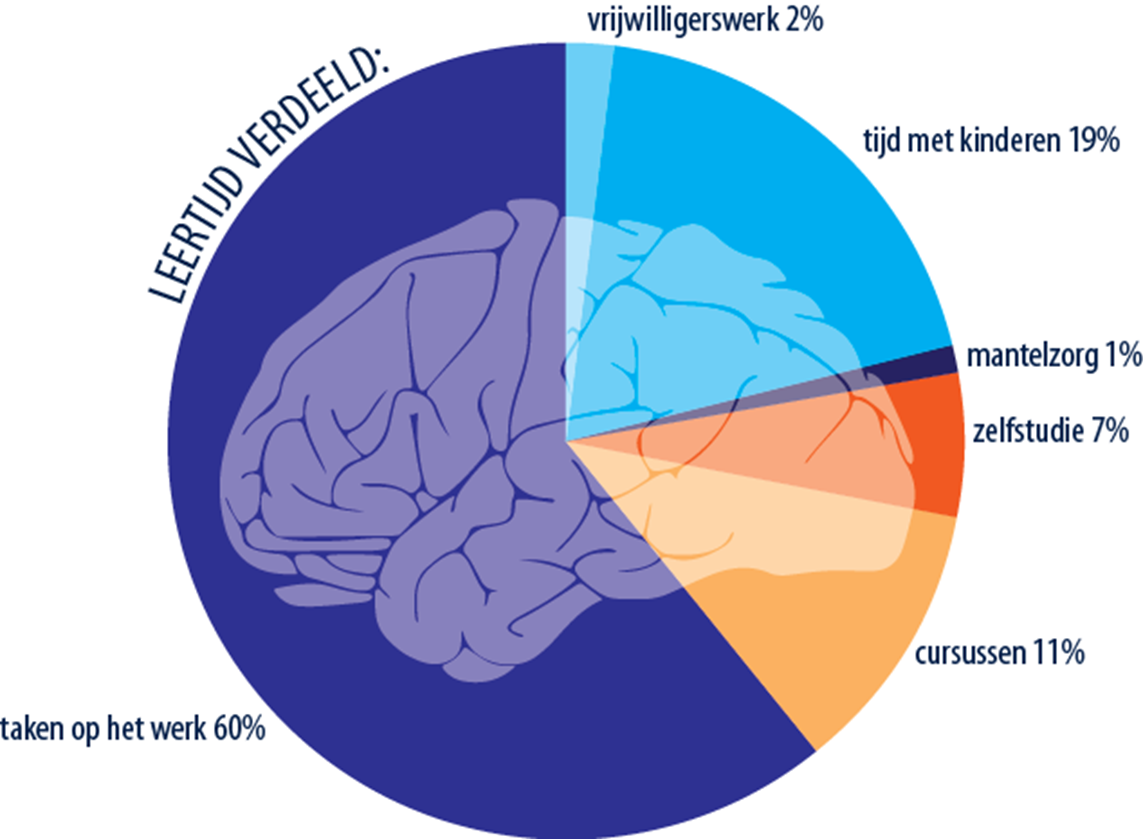 LEERTIJD VERDEELD:
vrijwilligerswerk 2%
tijd met kinderen 19%
mantelzorg 1%
zelfstudie 7%
cursussen 11%
taken op het werk 60%